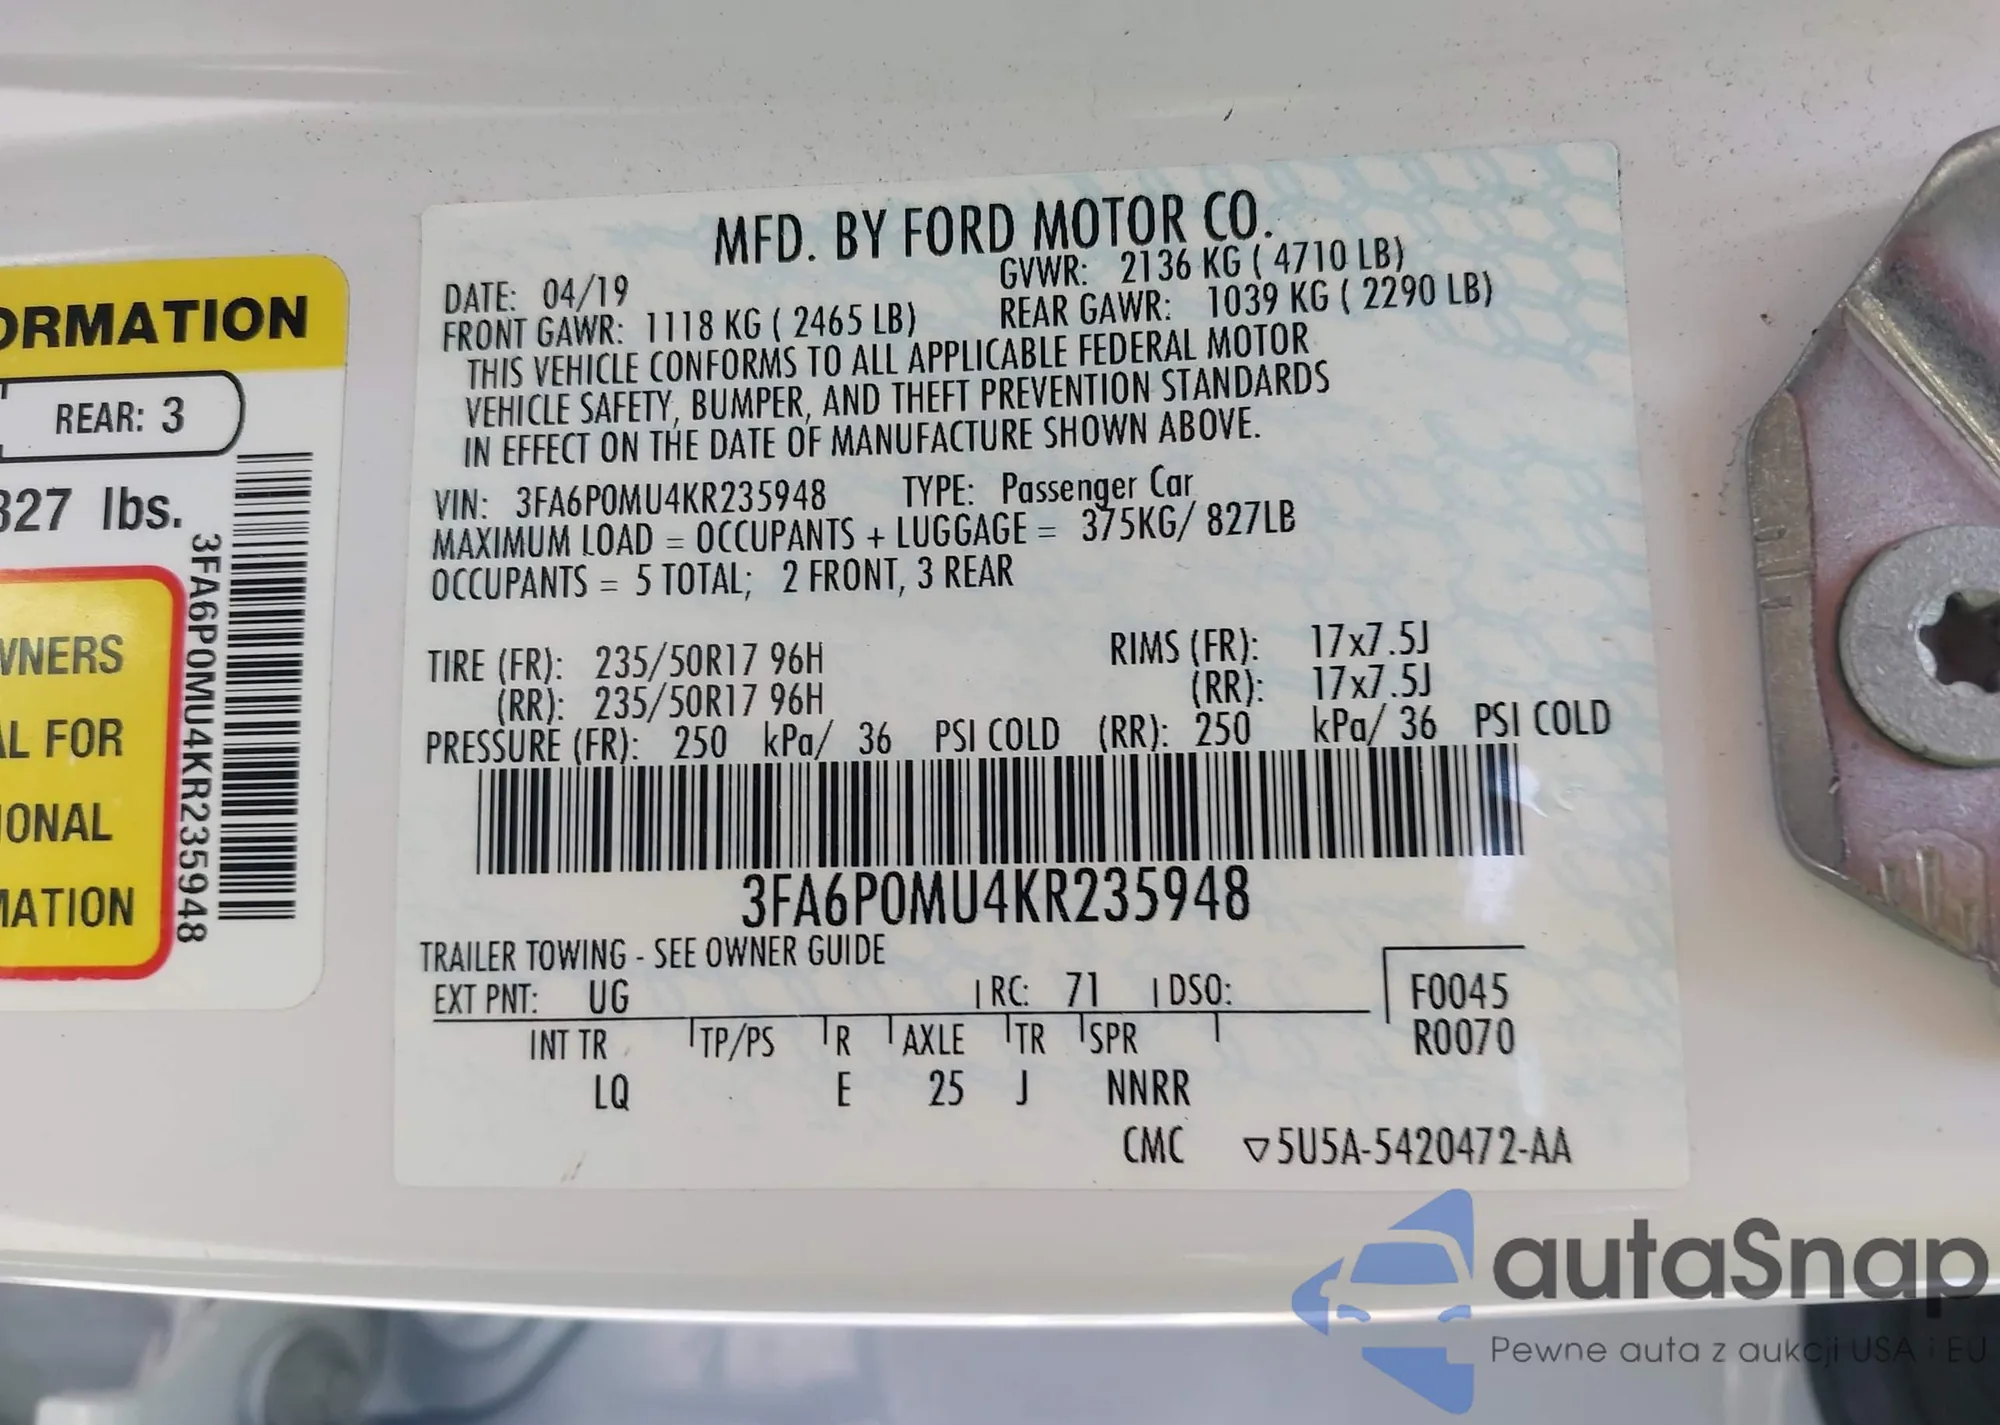 ORMATION
REAR: 3
827 lbs.
WNERS
AL FOR
IONAL
MATION
3FA6P0MU4KR235948
MFD. BY FORD MOTOR CO.
DATE: 04/19 GVWR: 2136 KG ( 4710 LB)
FRONT GAWR: 1118 KG ( 2465 LB) REAR GAWR: 1039 KG ( 2290 LB)
THIS VEHICLE CONFORMS TO ALL APPLICABLE FEDERAL MOTOR
VEHICLE SAFETY, BUMPER, AND THEFT PREVENTION STANDARDS
IN EFFECT ON THE DATE OF MANUFACTURE SHOWN ABOVE.
VIN: 3FA6P0MU4KR235948 TYPE: Passenger Car
MAXIMUM LOAD = OCCUPANTS + LUGGAGE = 375KG/ 827LB
OCCUPANTS = 5 TOTAL; 2 FRONT, 3 REAR
TIRE (FR): 235/50R17 96H RIMS (FR): 17x7.5J
(RR): 235/50R17 96H (RR): 17x7.5J
PRESSURE (FR): 250 kPa/ 36 PSI COLD (RR): 250 kPa/ 36 PSI COLD
3FA6P0MU4KR235948
TRAILER TOWING - SEE OWNER GUIDE
EXT PNT: UG RC: 71 DSO: F0045
INT TR TP/PS R AXLE TR SPR R0070
LQ E 25 J NNRR
CMC ▽5U5A-5420472-AA
autaSnap
Pewne auta z aukcji USA i EU